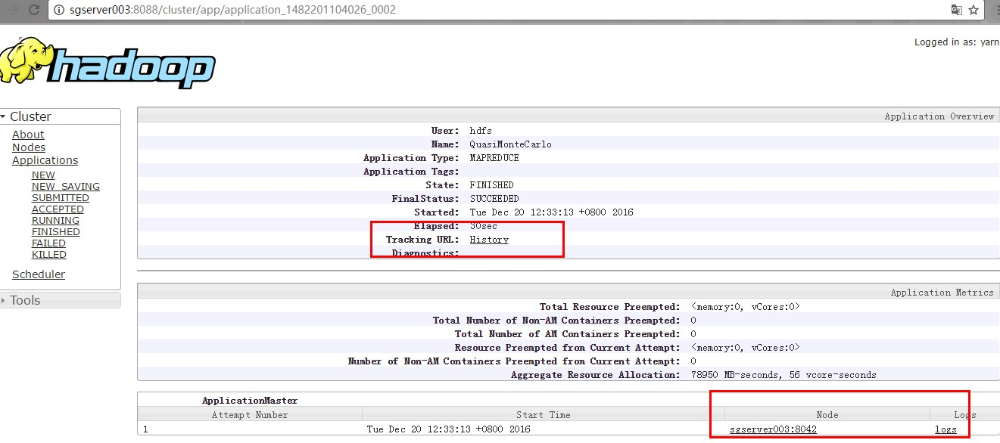 sgserver003:8088/cluster/app/application_1482201104026_0002
Logged in as: yarn
hadoop
Cluster
About
Nodes
Applications
NEW
NEW_SAVING
SUBMITTED
ACCEPTED
RUNNING
FINISHED
FAILED
KILLED
Scheduler
Tools
Application Overview
User: hdfs
Name: QuasiMonteCarlo
Application Type: MAPREDUCE
Application Tags:
State: FINISHED
FinalStatus: SUCCEEDED
Started: Tue Dec 20 12:33:13 +0800 2016
Elapsed: 30sec
Tracking URL: History
Diagnostics:
Application Metrics
Total Resource Preempted: <memory:0, vCores:0>
Total Number of Non-AM Containers Preempted: 0
Total Number of AM Containers Preempted: 0
Resource Preempted from Current Attempt: <memory:0, vCores:0>
Number of Non-AM Containers Preempted from Current Attempt: 0
Aggregate Resource Allocation: 78950 MB-seconds, 56 vcore-seconds
ApplicationMaster
Attempt Number Start Time Node Logs
1 Tue Dec 20 12:33:13 +0800 2016 sgserver003:8042 logs